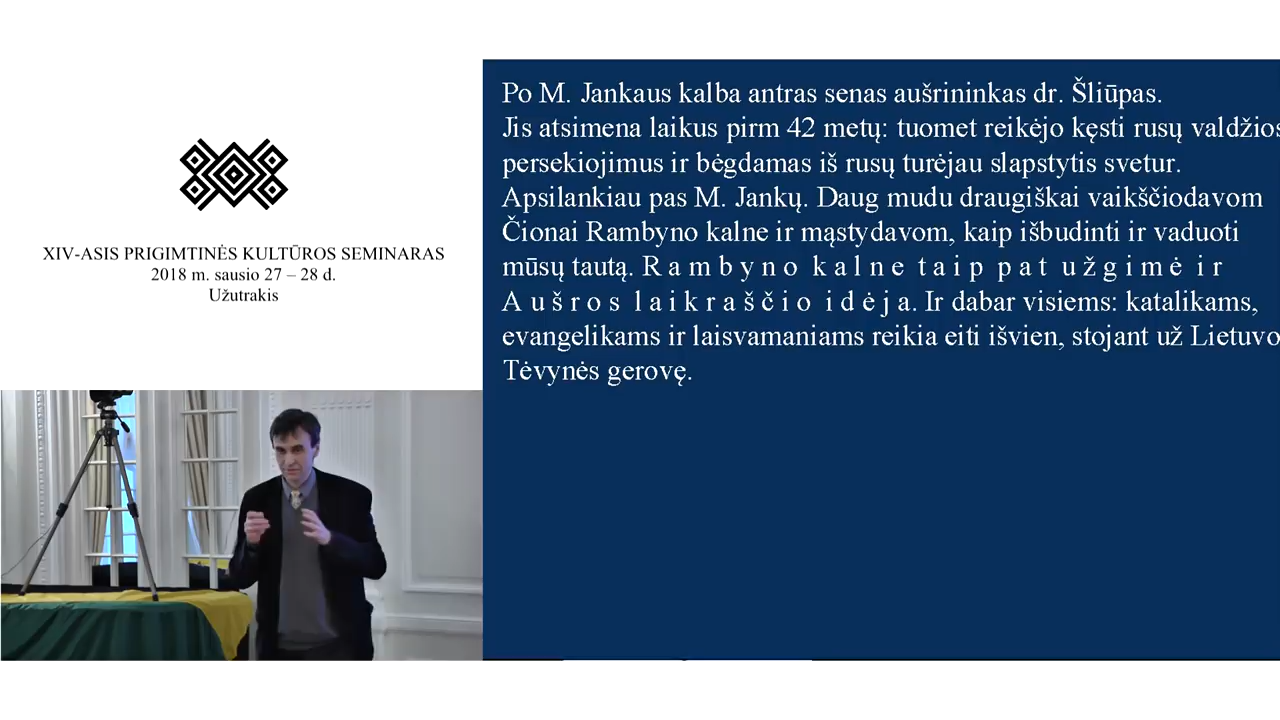 XIV-ASIS PRIGIMTINĖS KULTŪROS SEMINARAS
2018 m. sausio 27 – 28 d.
Užutrakis
Po M. Jankaus kalba antras senas aušrininkas dr. Šliūpas.
Jis atsimena laikus pirm 42 metų: tuomet reikėjo kęsti rusų valdžios
persekiojimus ir bėgdamas iš rusų turėjau slapstytis svetur.
Apsilankiau pas M. Jankų. Daug mudu draugiškai vaikščiodavom
Čionai Rambyno kalne ir mąstydavom, kaip išbudinti ir vaduoti
mūsų tautą. R a m b y n o k a l n e t a i p p a t u ž g i m ė i r
A u š r o s l a i k r a š č i o i d ė j a. Ir dabar visiems: katalikams,
evangelikams ir laisvamaniams reikia eiti išvien, stojant už Lietuvo
Tėvynės gerovę.